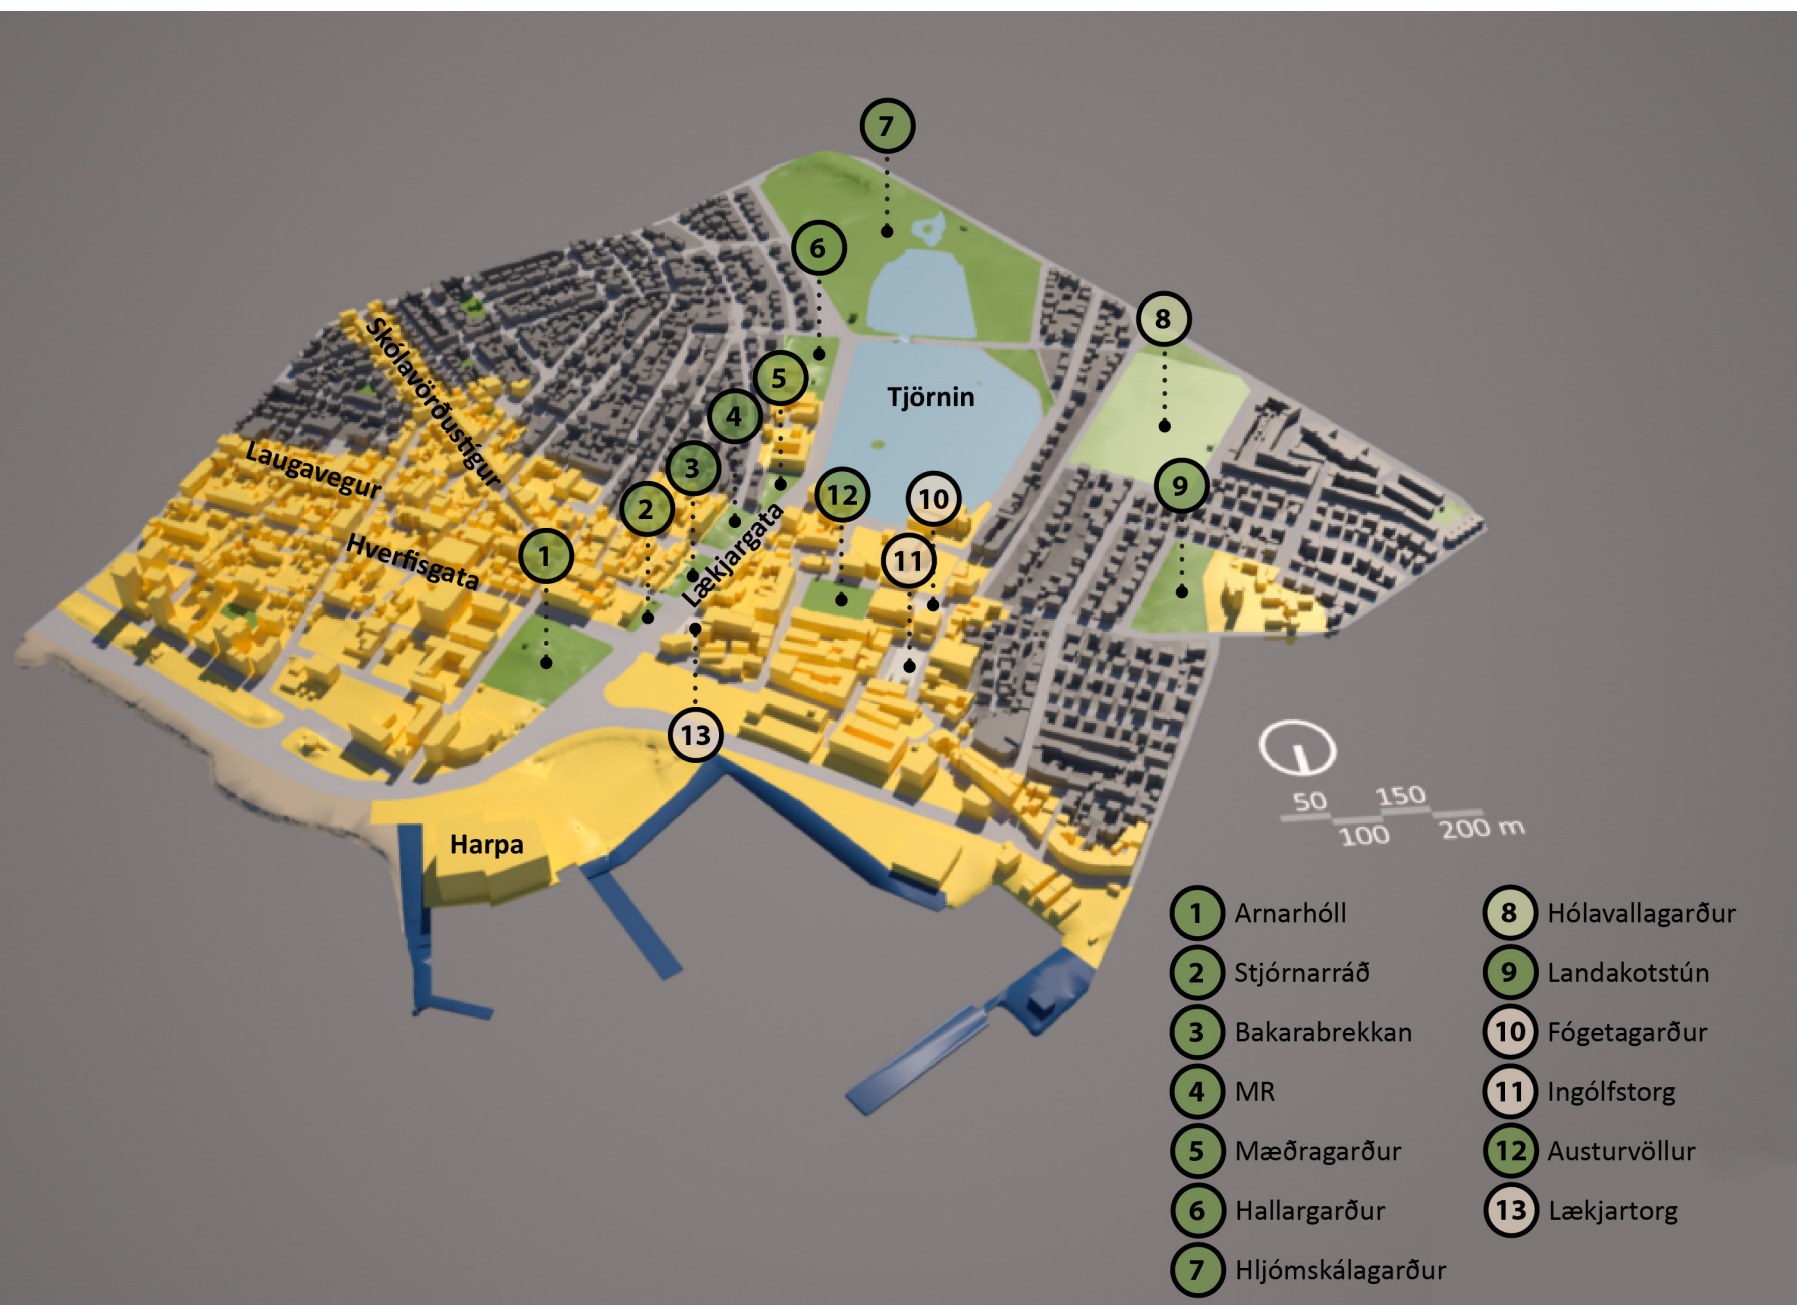 7
6
8
5
Tjörnin
4
Skólavörðustígur
3
Laugavegur
9
12
10
2
Lækjargata
1
Hverfisgata
11
13
Harpa
50
150
100
200 m
1 Arnarhóll
2 Stjórnarráð
3 Bakarabrekkan
4 MR
5 Mæðragarður
6 Hallargarður
7 Hljómskálagarður
8 Hólavallagarður
9 Landakotstún
10 Fógetagarður
11 Ingólfstorg
12 Austurvöllur
13 Lækjartorg